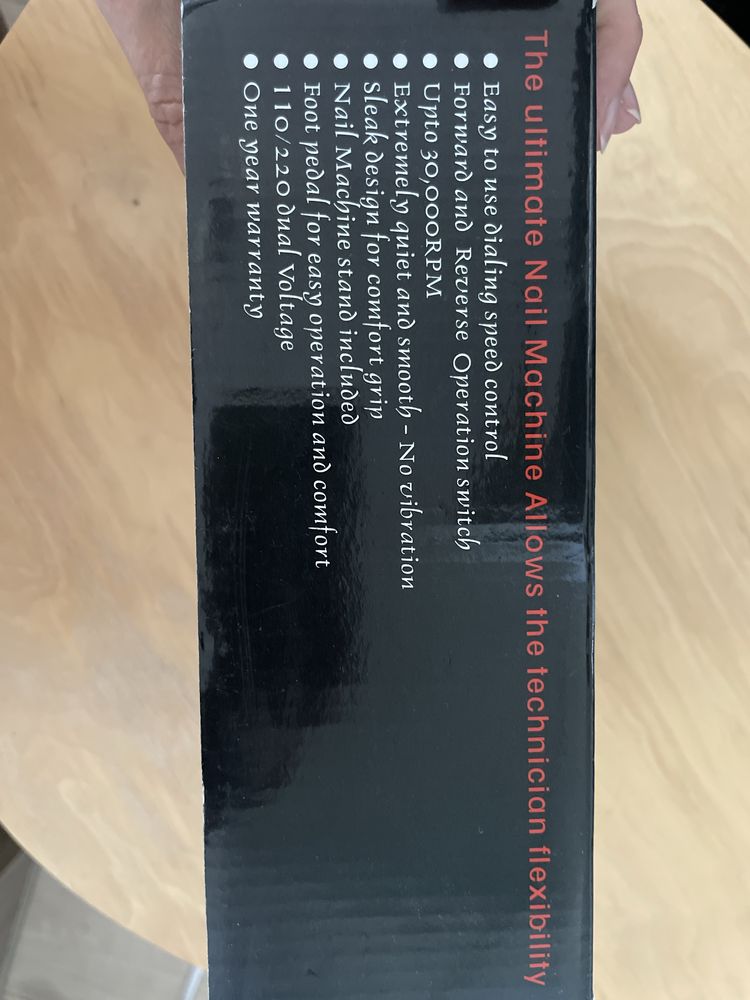 The ultimate Nail Machine Allows the technician flexibility
● Easy to use dialing speed control
● Forward and Reverse Operation switch
● Upto 30,000RPM
● Extremely quiet and smooth - No vibration
● Sleak design for comfort grip
● Nail Machine stand included
● Foot pedal for easy operation and comfort
● 110/220 dual Voltage
● One year warranty